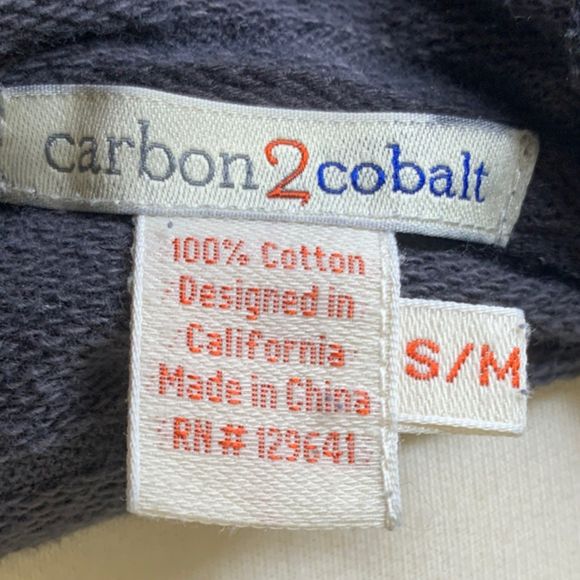 carbon2cobalt
100% Cotton
Designed in
California
Made in China
RN# 129641
S/M